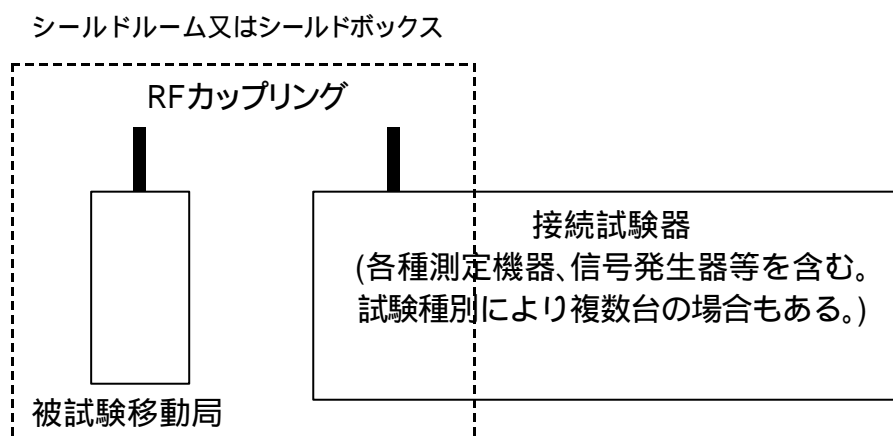 シールドルーム又はシールドボックス
RFカップリング
接続試験器
(各種測定機器、信号発生器等を含む。
試験種別により複数台の場合もある。)
被試験移動局